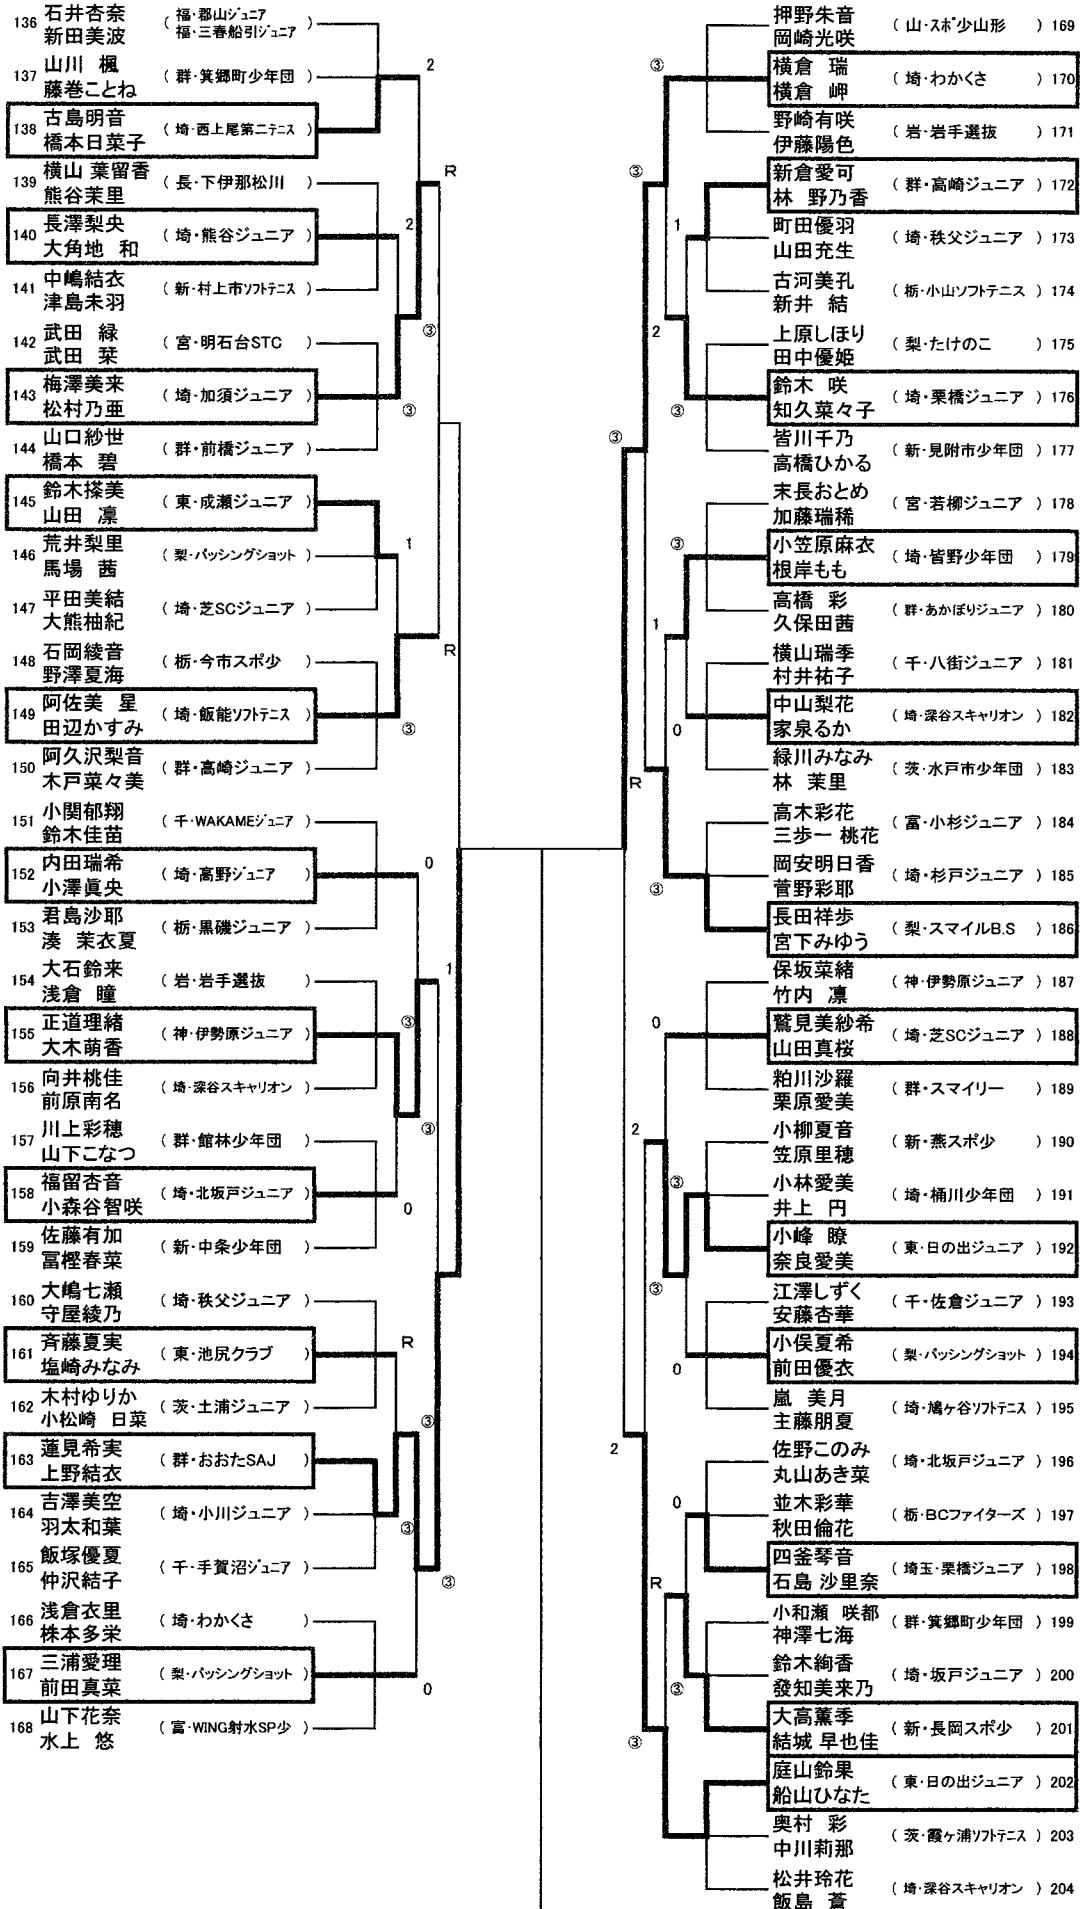 136 石井杏奈 ( 福・郡山ジュニア
新田美波 福・三春船引ジュニア )
137 山川 楓 ( 群・箕郷町少年団 )
藤巻ことね
138 古島明音 ( 埼・西上尾第二テニス )
橋本日菜子
139 横山 葉留香 ( 長・下伊那松川 )
熊谷茉里
140 長澤梨央 ( 埼・熊谷ジュニア )
大角地 和
141 中嶋結衣 ( 新・村上市ソフトテニス )
津島未羽
142 武田 緑 ( 宮・明石台STC )
武田 栞
143 梅澤美来 ( 埼・加須ジュニア )
松村乃亜
144 山口紗世 ( 群・前橋ジュニア )
橋本 碧
145 鈴木搽美 ( 東・成瀬ジュニア )
山田 凛
146 荒井梨里 ( 梨・パッシングショット )
馬場 茜
147 平田美結 ( 埼・芝SCジュニア )
大熊柚紀
148 石岡綾音 ( 栃・今市スポ少 )
野澤夏海
149 阿佐美 星 ( 埼・飯能ソフトテニス )
田辺かすみ
150 阿久沢梨音 ( 群・高崎ジュニア )
木戸菜々美
151 小関郁翔 ( 千・WAKAMEジュニア )
鈴木佳苗
152 内田瑞希 ( 埼・高野ジュニア )
小澤眞央
153 君島沙耶 ( 栃・黒磯ジュニア )
湊 茉衣夏
154 大石鈴来 ( 岩・岩手選抜 )
浅倉 瞳
155 正道理緒 ( 神・伊勢原ジュニア )
大木萌香
156 向井桃佳 ( 埼・深谷スキャリオン )
前原南名
157 川上彩穂 ( 群・館林少年団 )
山下こなつ
158 福留杏音 ( 埼・北坂戸ジュニア )
小森谷智咲
159 佐藤有加 ( 新・中条少年団 )
冨樫春菜
160 大嶋七瀬 ( 埼・秩父ジュニア )
守屋綾乃
161 斉藤夏実 ( 東・池尻クラブ )
塩崎みなみ
162 木村ゆりか ( 茨・土浦ジュニア )
小松崎 日菜
163 蓮見希実 ( 群・おおたSAJ )
上野結衣
164 吉澤美空 ( 埼・小川ジュニア )
羽太和葉
165 飯塚優夏 ( 千・手賀沼ジュニア )
仲沢結子
166 浅倉衣里 ( 埼・わかくさ )
株本多栄
167 三浦愛理 ( 梨・パッシングショット )
前田真菜
168 山下花奈 ( 富・WING射水SP少 )
水上 悠
2
R
2
③
③
1
R
③
0
1
③
③
0
R
③
③
③
0
押野朱音 ( 山・スポ少山形 ) 169
岡崎光咲
横倉 瑞 ( 埼・わかくさ ) 170
横倉 岬
野崎有咲 ( 岩・岩手選抜 ) 171
伊藤陽色
新倉愛可 ( 群・高崎ジュニア ) 172
林 野乃香
町田優羽 ( 埼・秩父ジュニア ) 173
山田充生
古河美孔 ( 栃・小山ソフトテニス ) 174
新井 結
上原しほり ( 梨・たけのこ ) 175
田中優姫
鈴木 咲 ( 埼・栗橋ジュニア ) 176
知久菜々子
皆川千乃 ( 新・見附市少年団 ) 177
高橋ひかる
末長おとめ ( 宮・若柳ジュニア ) 178
加藤瑞稀
小笠原麻衣 ( 埼・皆野少年団 ) 179
根岸もも
高橋 彩 ( 群・あかぼりジュニア ) 180
久保田茜
横山瑞季 ( 千・八街ジュニア ) 181
村井祐子
中山梨花 ( 埼・深谷スキャリオン ) 182
家泉るか
緑川みなみ ( 茨・水戸市少年団 ) 183
林 茉里
高木彩花 ( 富・小杉ジュニア ) 184
三歩一 桃花
岡安明日香 ( 埼・杉戸ジュニア ) 185
菅野彩耶
長田祥歩 ( 梨・スマイルB.S ) 186
宮下みゆう
保坂菜緒 ( 神・伊勢原ジュニア ) 187
竹内 凛
鷲見美紗希 ( 埼・芝SCジュニア ) 188
山田真桜
粕川沙羅 ( 群・スマイリー ) 189
栗原愛美
小柳夏音 ( 新・燕スポ少 ) 190
笠原里穂
小林愛美 ( 埼・桶川少年団 ) 191
井上 円
小峰 瞭 ( 東・日の出ジュニア ) 192
奈良愛美
江澤しずく ( 千・佐倉ジュニア ) 193
安藤杏華
小俣夏希 ( 梨・パッシングショット ) 194
前田優衣
嵐 美月 ( 埼・鳩ヶ谷ソフトテニス ) 195
主藤朋夏
佐野このみ ( 埼・北坂戸ジュニア ) 196
丸山あき菜
並木彩華 ( 栃・BCファイターズ ) 197
秋田倫花
四釜琴音 ( 埼玉・栗橋ジュニア ) 198
石島 沙里奈
小和瀬 咲都 ( 群・箕郷町少年団 ) 199
神澤七海
鈴木絢香 ( 埼・坂戸ジュニア ) 200
發知美来乃
大高薫季 ( 新・長岡スポ少 ) 201
結城 早也佳
庭山鈴果 ( 東・日の出ジュニア ) 202
船山ひなた
奥村 彩 ( 茨・霞ヶ浦ソフトテニス ) 203
中川莉那
松井玲花 ( 埼・深谷スキャリオン ) 204
飯島 蒼
③
③
1
2
③
③
③
1
0
R
③
0
2
③
③
0
2
0
R
③
③